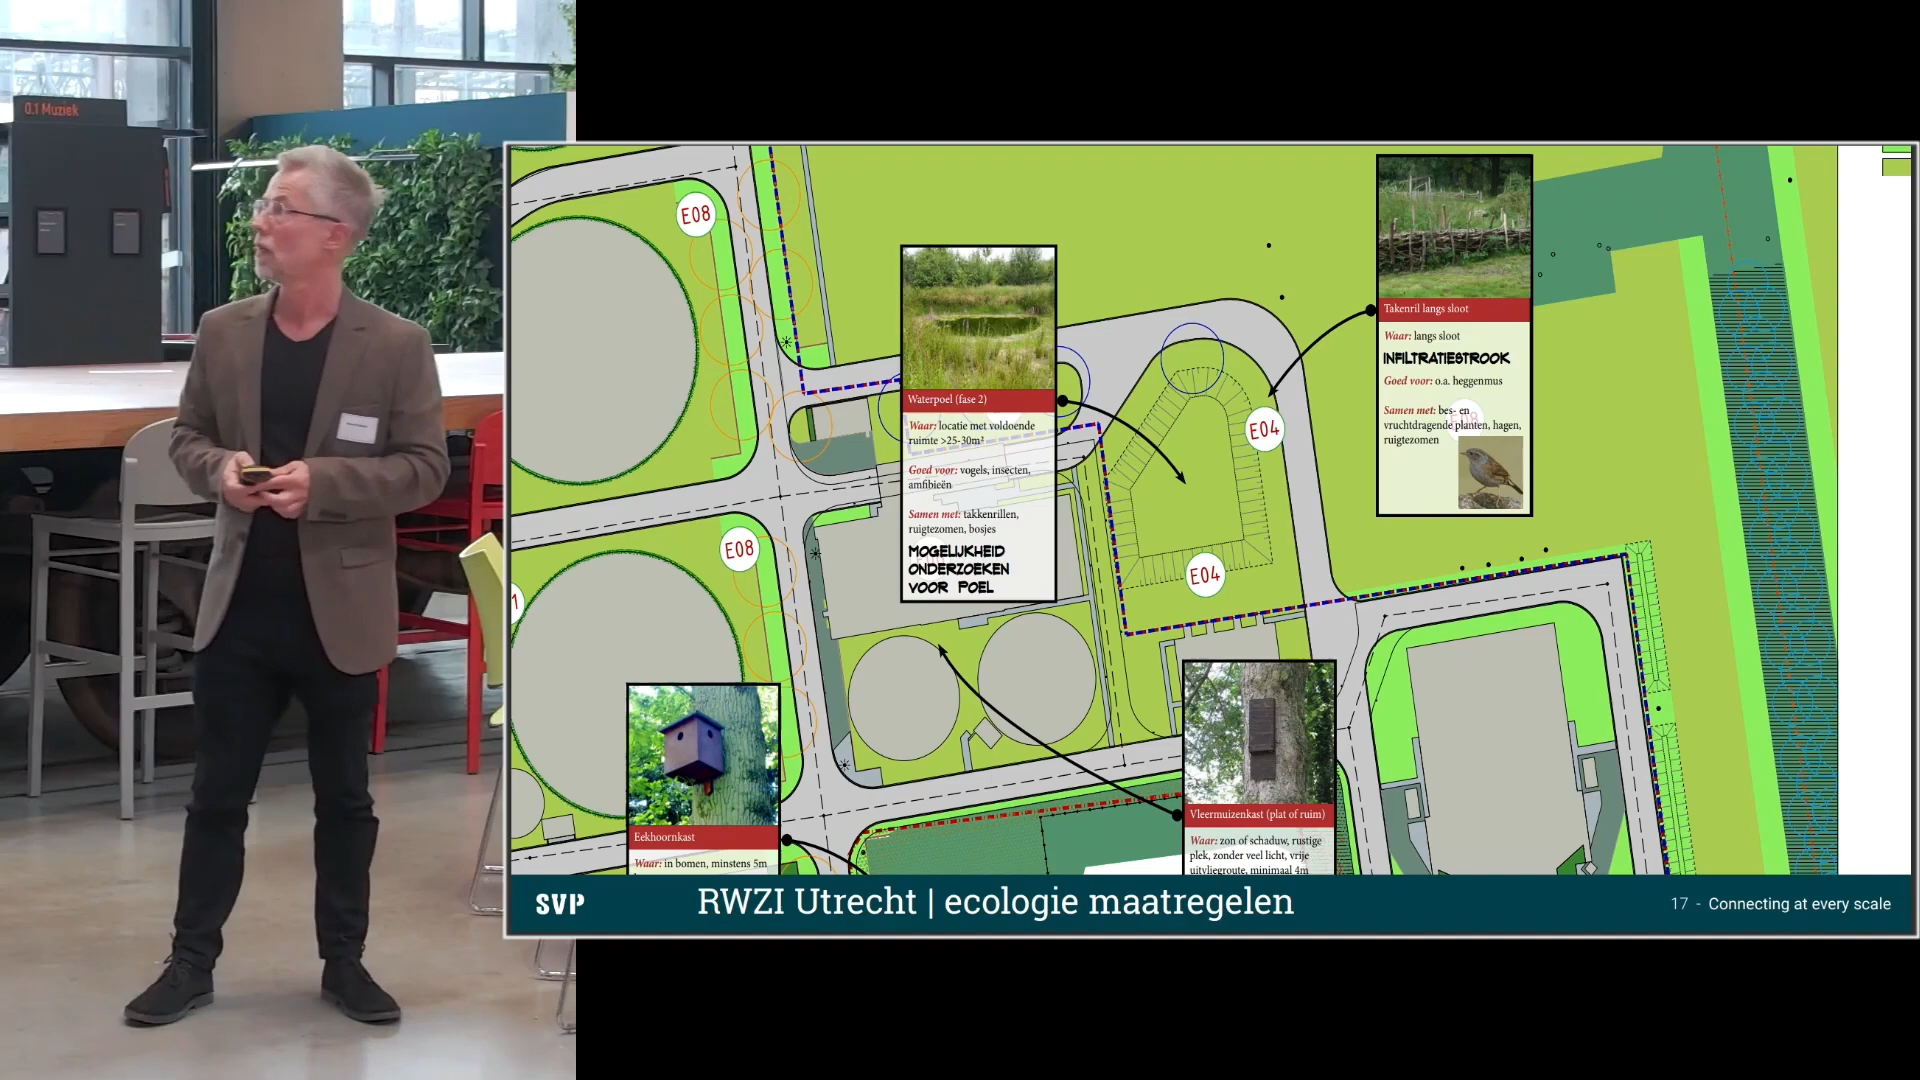 0.1 Muziek
E08
Waterpoel (fase 2)
Waar: locatie met voldoende
ruimte >25-30m²
Goed voor: vogels, insecten,
amfibieën
Samen met: takkenrillen,
ruigtezomen, bosjes
MOGELIJKHEID
ONDERZOEKEN
VOOR POEL
Takenril langs sloot
Waar: langs sloot
INFILTRATIESTROOK
Goed voor: o.a. heggenmus
Samen met: bes- en
vruchtdragende planten, hagen,
ruigtezomen
E08
E04
E04
E08
1
Eekhoornkast
Waar: in bomen, minstens 5m
Vleermuizenkast (plat of ruim)
Waar: zon of schaduw, rustige
plek, zonder veel licht, vrije
uitvliegroute, minimaal 4m
SVP
RWZI Utrecht | ecologie maatregelen
17 - Connecting at every scale